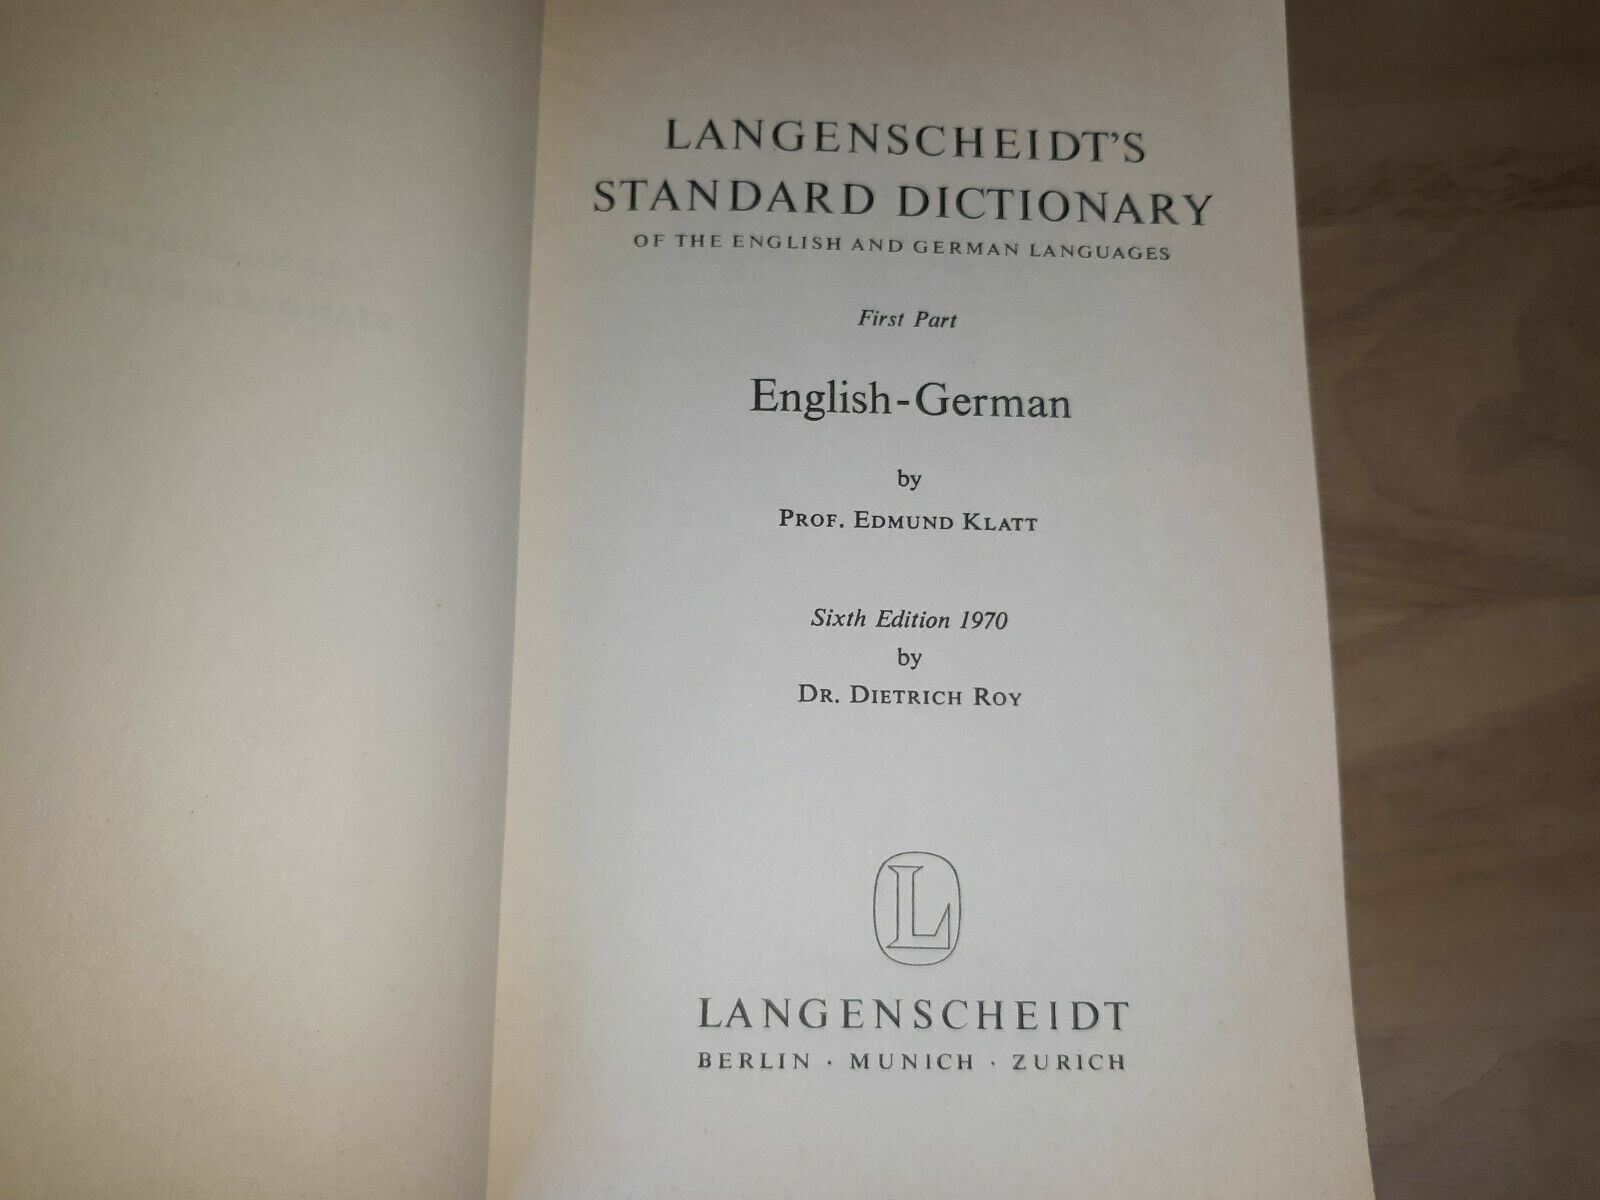 LANGENSCHEIDT'S
STANDARD DICTIONARY
OF THE ENGLISH AND GERMAN LANGUAGES
First Part
English-German
by
PROF. EDMUND KLATT
Sixth Edition 1970
by
DR. DIETRICH ROY
L
LANGENSCHEIDT
BERLIN · MUNICH · ZURICH